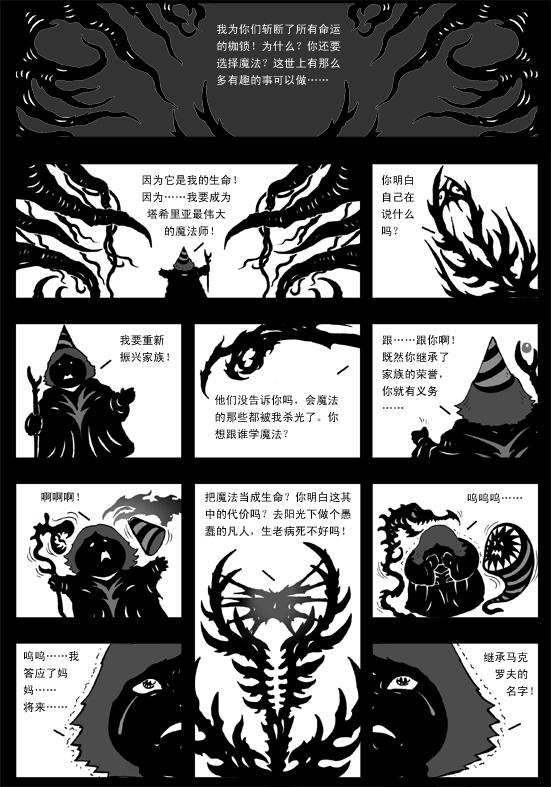 我为你们斩断了所有命运
的枷锁！为什么？你还要
选择魔法？这世上有那么
多有趣的事可以做……
因为它是我的生命！
因为……我要成为
塔希里亚最伟大
的魔法师！
你明白
自己在
说什么
吗？
我要重新
振兴家族！
他们没告诉你吗，会魔法
的那些都被我杀光了。你
想跟谁学魔法？
跟……跟你啊！
既然你继承了
家族的荣誉，
你就有义务
……
啊啊啊！
把魔法当成生命？你明白这其
中的代价吗？去阳光下做个愚
蠢的凡人，生老病死不好吗！
呜呜呜……
呜呜……我
答应了妈
妈……
将来……
继承马克
罗夫的
名字！